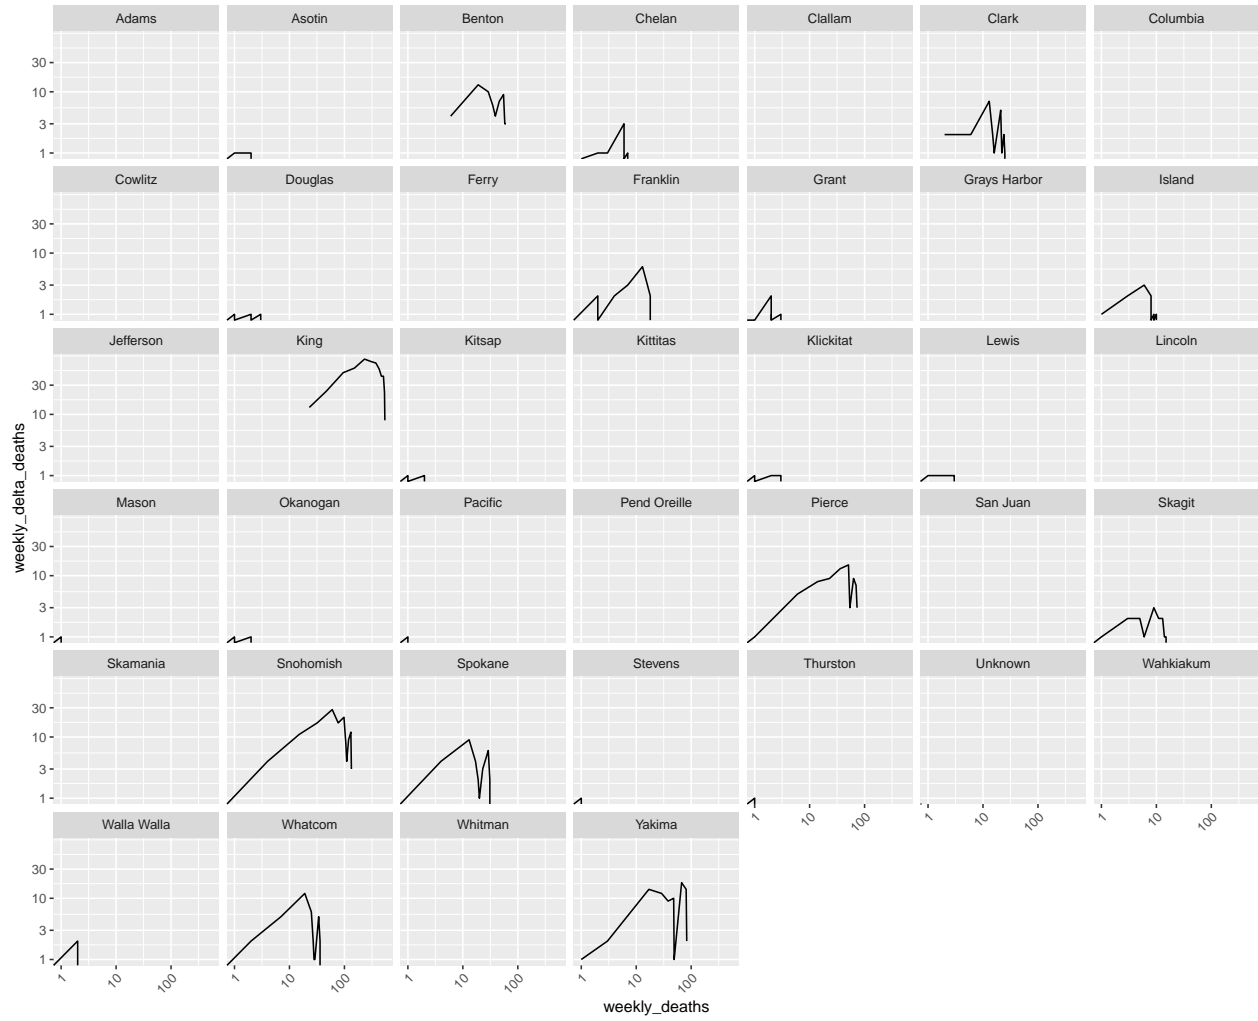 Adams Asotin Benton Chelan Clallam Clark Columbia
30
10
3
1
Cowlitz Douglas Ferry Franklin Grant Grays Harbor Island
30
10
3
1
Jefferson King Kitsap Kittitas Klickitat Lewis Lincoln
30
10
3
1
weekly_delta_deaths
Mason Okanogan Pacific Pend Oreille Pierce San Juan Skagit
30
10
3
1
Skamania Snohomish Spokane Stevens Thurston Unknown Wahkiakum
30
10
3
1
1 10 100 1 10 100 1 10 100
Walla Walla Whatcom Whitman Yakima
30
10
3
1
1 10 100 1 10 100 1 10 100 1 10 100
weekly_deaths